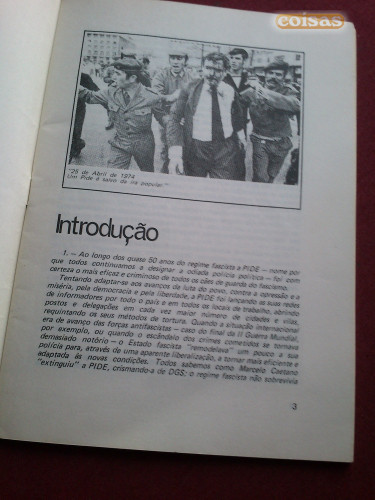 coisas
"25 de Abril de 1974
Um Pide é salvo da ira popular."
Introdução
1. — Ao longo dos quase 50 anos do regime fascista a PIDE — nome por
que todos continuamos a designar a odiada polícia política — foi com
certeza o mais eficaz e criminoso de todos os cães de guarda do fascismo.
Tentando adaptar-se aos avanços da luta do povo, contra a opressão e a
miséria, pela democracia e pela liberdade, a PIDE foi lançando as suas redes
de informadores por todo o país e em todos os locais de trabalho, abrindo
postos e delegações em cada vez maior número de cidades e vilas,
requintando os seus métodos de tortura. Quando a situação internacional
era de avanço das forças antifascistas — caso do final da II Guerra Mundial,
por exemplo, ou quando o escândalo dos crimes cometidos se tornava
demasiado notório — o Estado fascista "remodelava" um pouco a sua
polícia para, através de uma aparente liberalização, a tornar mais eficiente e
adaptada às novas condições. Todos sabemos como Marcelo Caetano
"extinguiu" a PIDE, crismando-a de DGS; o regime fascista não sobrevivia
3